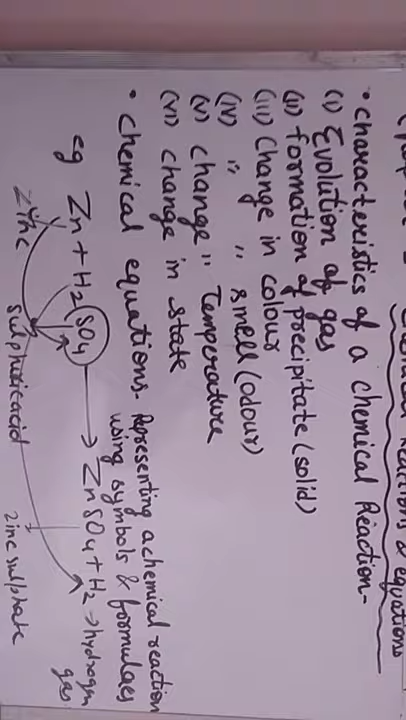 Chemical Reactions & equations
• Characteristics of a chemical Reaction-
(i) Evolution of gas
(ii) formation of precipitate (solid)
(iii) Change in colour
(iv) " " smell (odour)
(v) change " Temperature
(vi) change in state
• Chemical equations- Representing a chemical reaction
using symbols & formulaes
eg Zn + H2SO4 → ZnSO4 + H2 → hydrogen
gas
Zinc sulphuric acid zinc sulphate